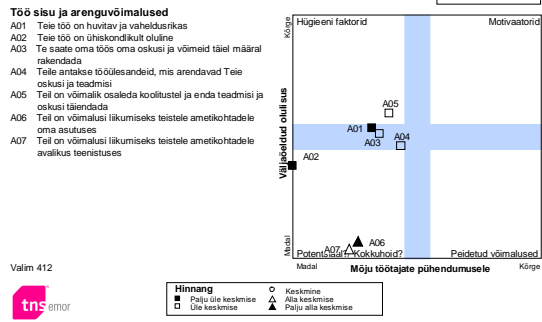 Töö sisu ja arenguvõimalused
A01 Teie töö on huvitav ja vaheldusrikas
A02 Teie töö on ühiskondlikult oluline
A03 Te saate oma töös oma oskusi ja võimeid täiel määral
rakendada
A04 Teile antakse tööülesandeid, mis arendavad Teie
oskusi ja teadmisi
A05 Teil on võimalik osaleda koolitustel ja enda teadmisi ja
oskusi täiendada
A06 Teil on võimalusi liikumiseks teistele ametikohtadele
oma asutuses
A07 Teil on võimalusi liikumiseks teistele ametikohtadele
avalikus teenistuses
Kõrge
Hügieeni faktorid
Motivaatorid
Väljaöeldud olulisus
A05
A01
A03
A04
A02
A06
A07
Madal
Potentsiaal? Kokkuhoid?
Peidetud võimalused
Madal
Mõju töötajate pühendumusele
Kõrge
Valim 412
Hinnang
Palju üle keskmise
Üle keskmise
Keskmine
Alla keskmise
Palju alla keskmise
tns emor